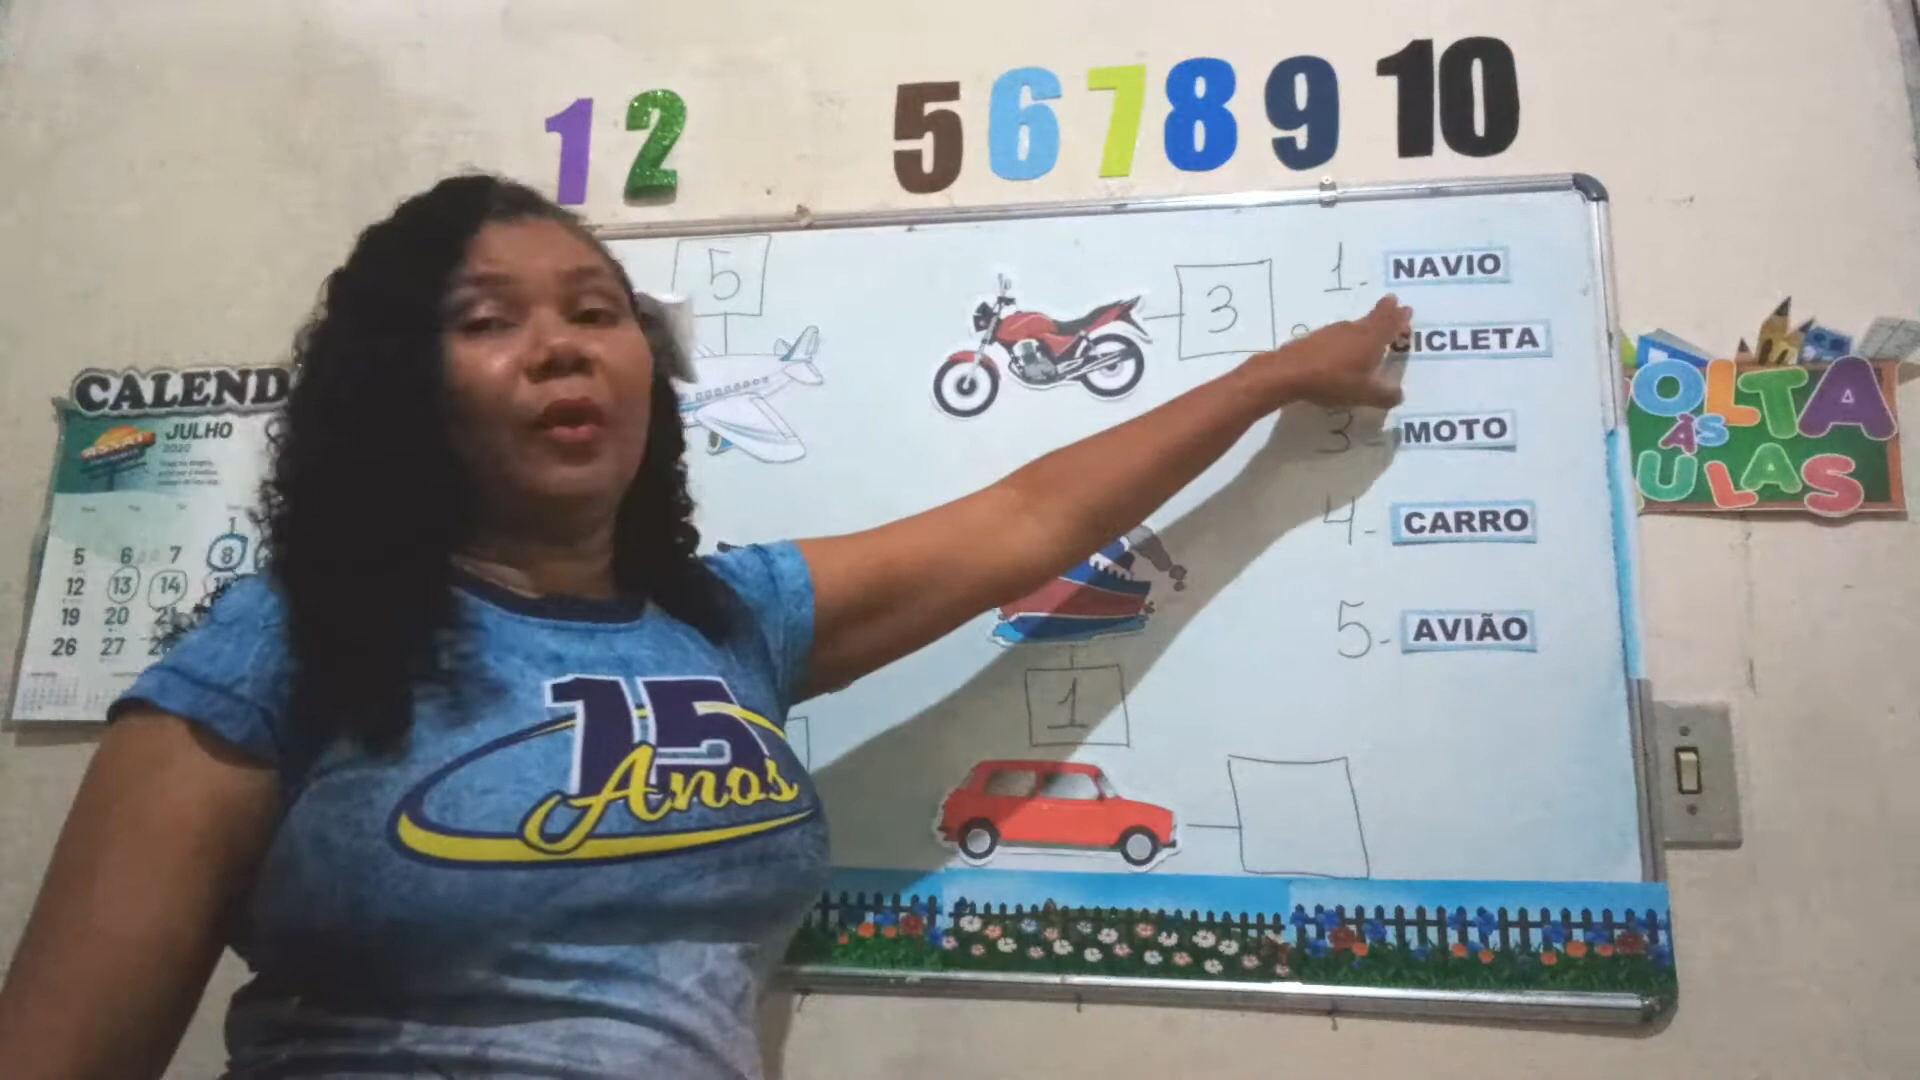 1 2 5 6 7 8 9 10
5
3
1
1- NAVIO
CICLETA
3- MOTO
4- CARRO
5- AVIÃO
CALEND
JULHO
2020
1
5 6 7 8
12 13 14
19 20 21
26 27
15
Anos
OLTA
ÀS
ULAS